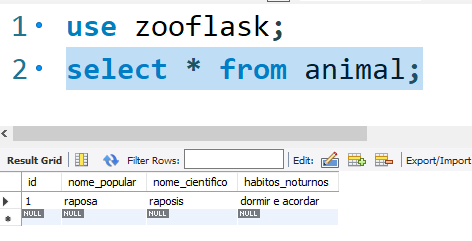 1 use zooflask;
2 select * from animal;
Result Grid Filter Rows: Edit: Export/Import
id nome_popular nome_cientifico habitos_noturnos
1 raposa raposis dormir e acordar
NULL NULL NULL NULL